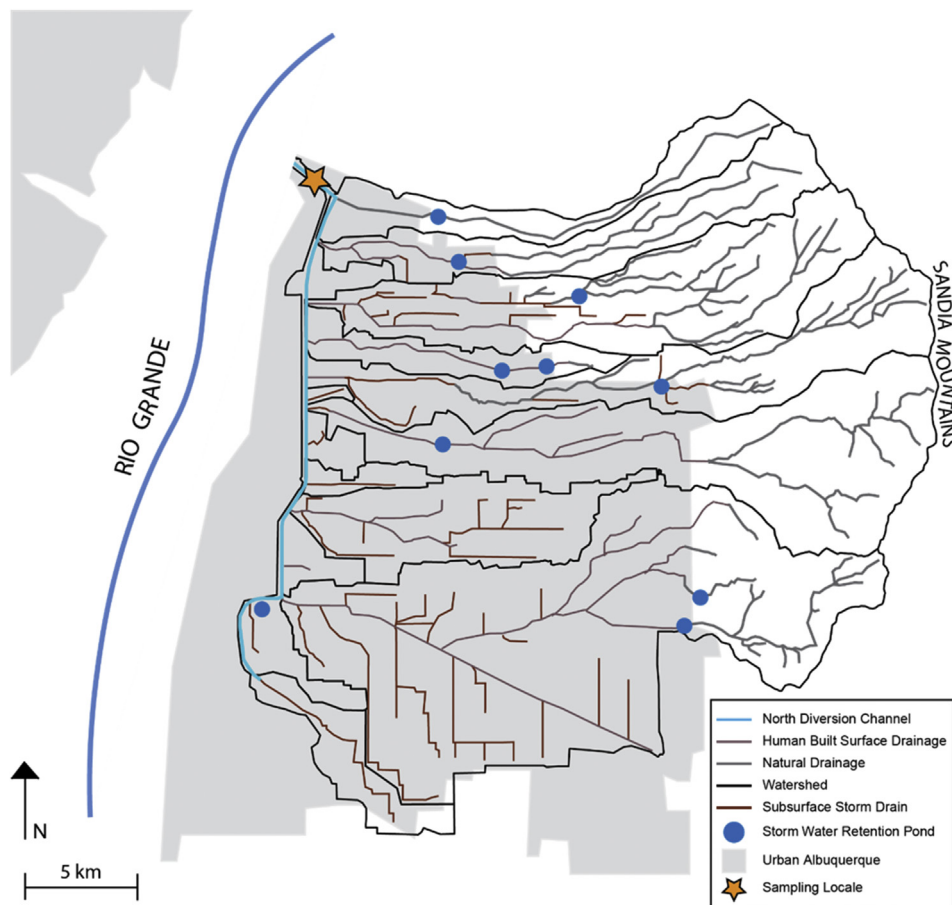 SANDIA MOUNTAINS
RIO GRANDE
N
5 km
North Diversion Channel
Human Built Surface Drainage
Natural Drainage
Watershed
Subsurface Storm Drain
Storm Water Retention Pond
Urban Albuquerque
Sampling Locale